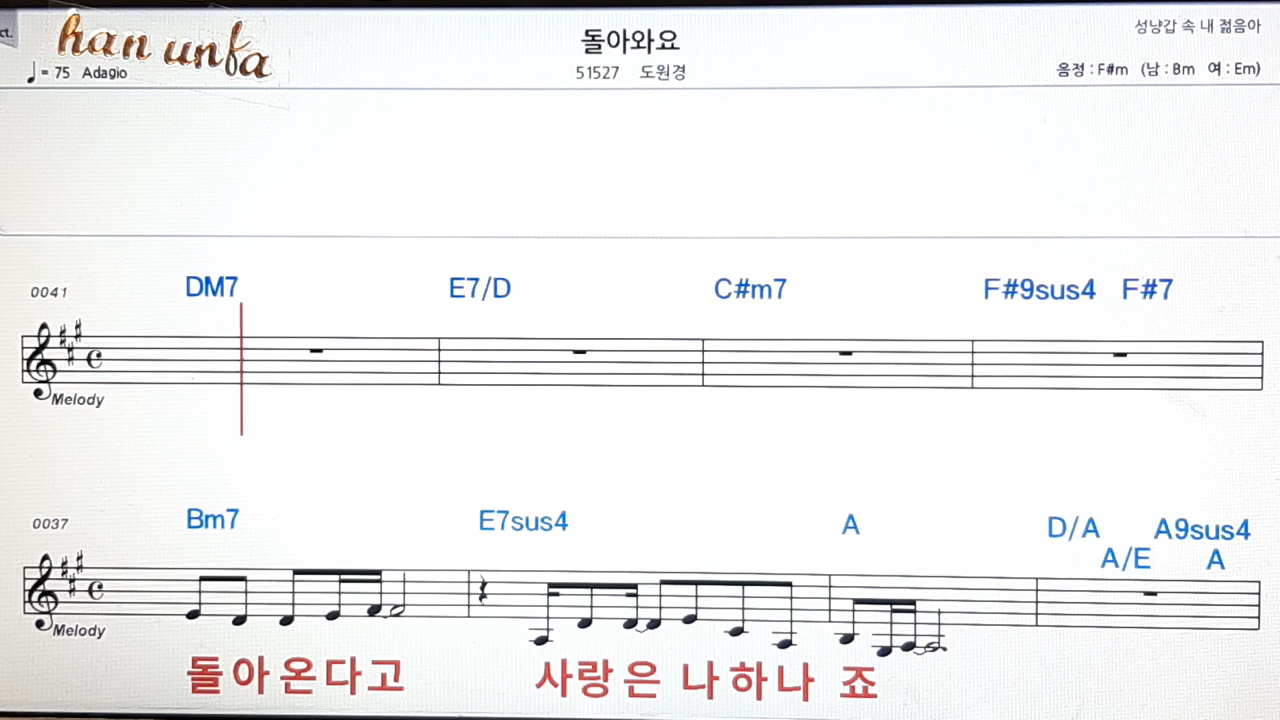 ct.
han unfa
돌아와요
성냥갑 속 내 젊음아
♩= 75 Adagio
51527 도원경
음정 : F#m (남 : Bm 여 : Em)
0041
DM7 E7/D C#m7 F#9sus4 F#7
Melody
0037
Bm7 E7sus4 A D/A A9sus4
A/E A
Melody
돌아온다고 사랑은 나하나 죠